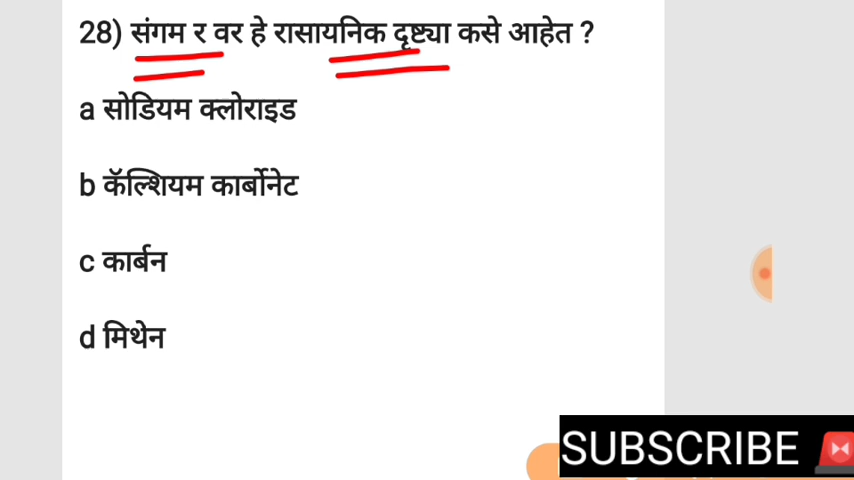 28) संगम र वर हे रासायनिक दृष्ट्या कसे आहेत ?
a सोडियम क्लोराइड
b कॅल्शियम कार्बोनेट
c कार्बन
d मिथेन
SUBSCRIBE